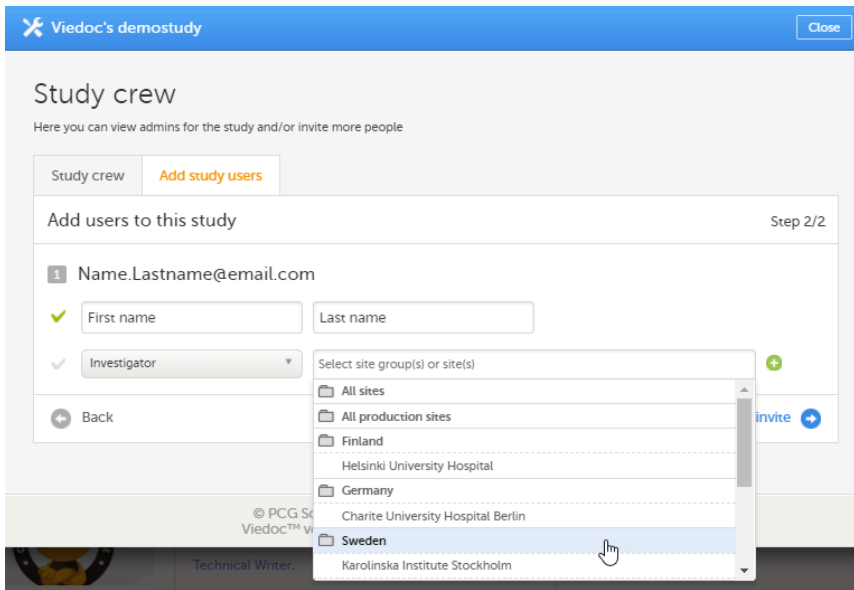 Viedoc's demostudy
Close
Study crew
Here you can view admins for the study and/or invite more people
Study crew
Add study users
Add users to this study
Step 2/2
1
Name.Lastname@email.com
First name
Last name
Investigator
Select site group(s) or site(s)
All sites
All production sites
Finland
Helsinki University Hospital
Germany
Charite University Hospital Berlin
Sweden
Karolinska Institute Stockholm
Back
invite
© PCG
Viedoc™
Technical Writer.